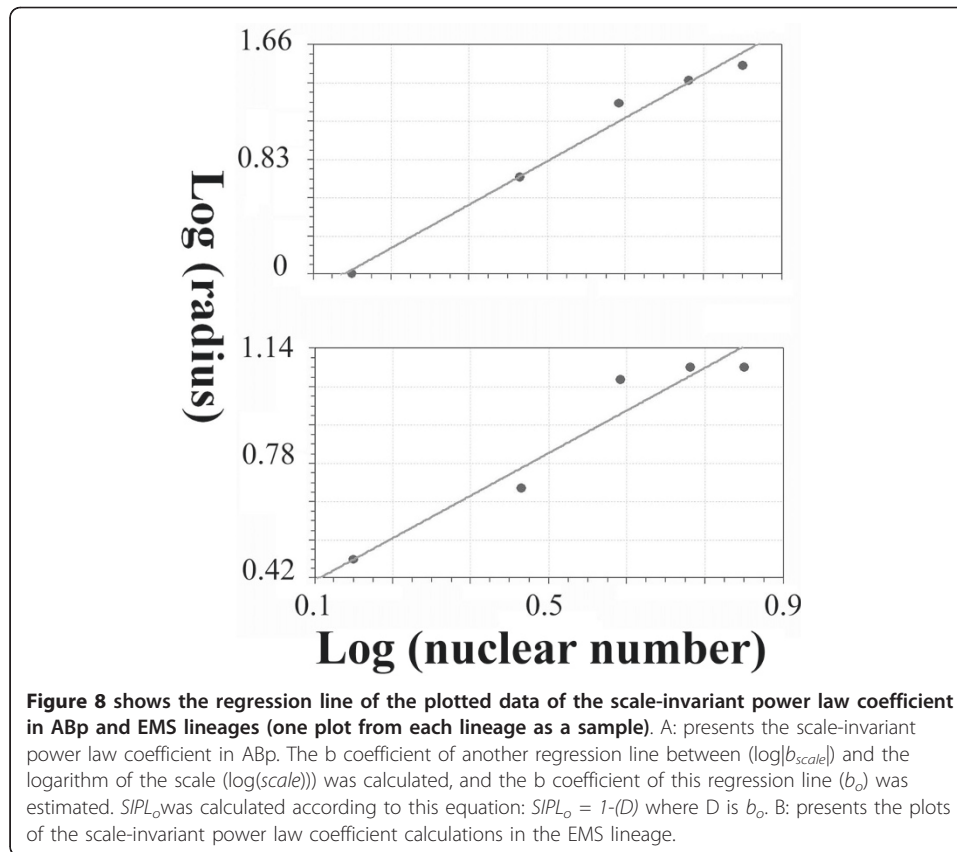 1.66
0.83
0
1.14
0.78
0.42
0.1
0.5
0.9
Log (radius)
Log (nuclear number)
Figure 8 shows the regression line of the plotted data of the scale-invariant power law coefficient
in ABp and EMS lineages (one plot from each lineage as a sample). A: presents the scale-invariant
power law coefficient in ABp. The b coefficient of another regression line between (log|b_scale|) and the
logarithm of the scale (log(scale))) was calculated, and the b coefficient of this regression line (b_o) was
estimated. SIPL_owas calculated according to this equation: SIPL_o = 1-(D) where D is b_o. B: presents the plots
of the scale-invariant power law coefficient calculations in the EMS lineage.